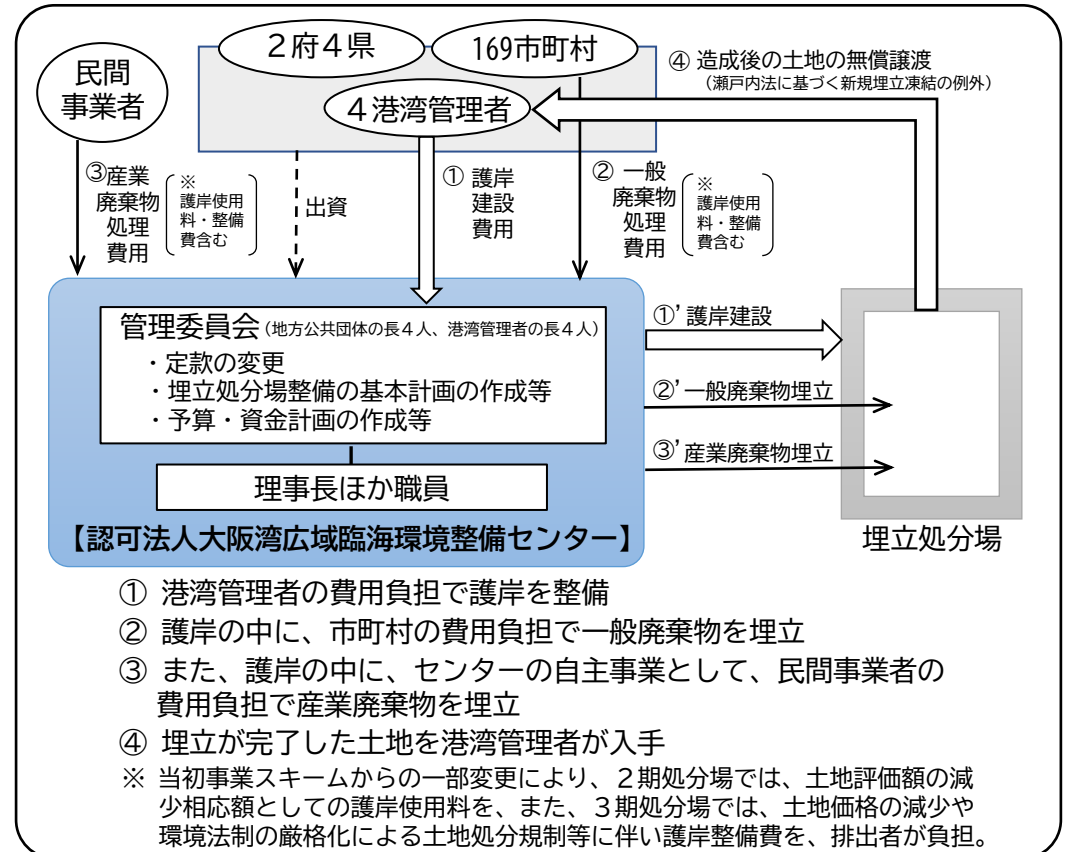 2府4県
169市町村
民間
事業者
4港湾管理者
④ 造成後の土地の無償譲渡
（瀬戸内法に基づく新規埋立凍結の例外）
③産業
廃棄物
処理
費用
※
護岸使用
料・整備
費含む
出資
① 護岸
建設
費用
② 一般
廃棄物
処理
費用
※
護岸使用
料・整備
費含む
管理委員会（地方公共団体の長４人、港湾管理者の長４人）
・定款の変更
・埋立処分場整備の基本計画の作成等
・予算・資金計画の作成等
理事長ほか職員
【認可法人大阪湾広域臨海環境整備センター】
①’護岸建設
②’一般廃棄物埋立
③’産業廃棄物埋立
埋立処分場
① 港湾管理者の費用負担で護岸を整備
② 護岸の中に、市町村の費用負担で一般廃棄物を埋立
③ また、護岸の中に、センターの自主事業として、民間事業者の
費用負担で産業廃棄物を埋立
④ 埋立が完了した土地を港湾管理者が入手
※ 当初事業スキームからの一部変更により、２期処分場では、土地評価額の減
少相応額としての護岸使用料を、また、３期処分場では、土地価格の減少や
環境法制の厳格化による土地処分規制等に伴い護岸整備費を、排出者が負担。